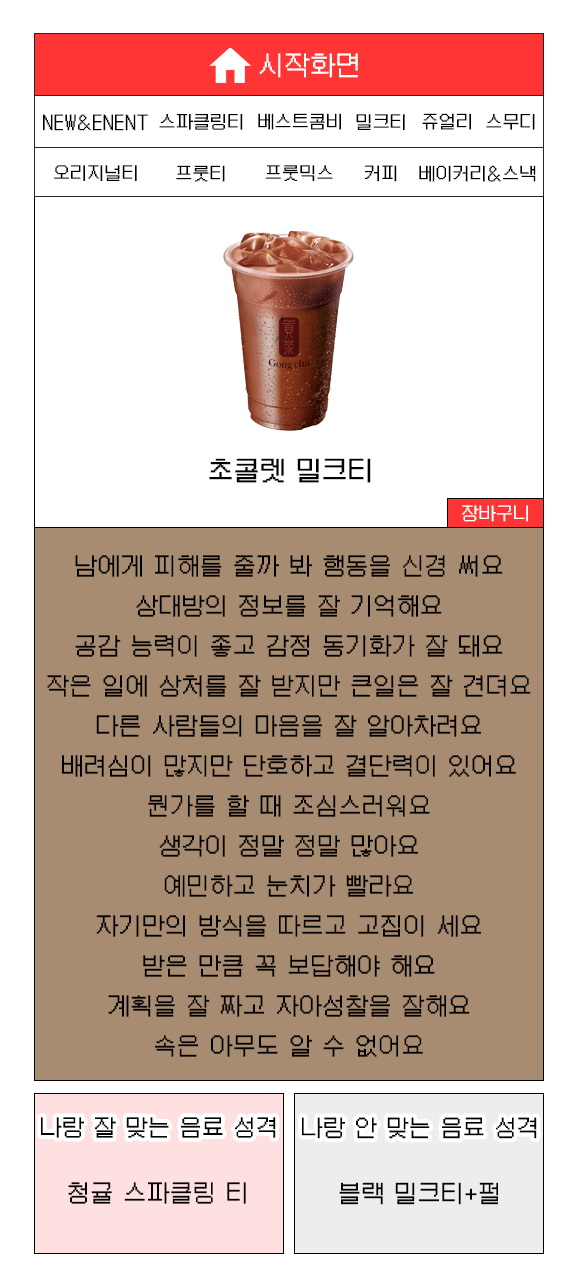 시작화면
NEW&ENENT 스파클링티 베스트콤비 밀크티 쥬얼리 스무디
오리지널티 프룻티 프룻믹스 커피 베이커리&스낵
貢茶
Gong cha
초콜렛 밀크티
장바구니
남에게 피해를 줄까 봐 행동을 신경 써요
상대방의 정보를 잘 기억해요
공감 능력이 좋고 감정 동기화가 잘 돼요
작은 일에 상처를 잘 받지만 큰일은 잘 견뎌요
다른 사람들의 마음을 잘 알아차려요
배려심이 많지만 단호하고 결단력이 있어요
뭔가를 할 때 조심스러워요
생각이 정말 정말 많아요
예민하고 눈치가 빨라요
자기만의 방식을 따르고 고집이 세요
받은 만큼 꼭 보답해야 해요
계획을 잘 짜고 자아성찰을 잘해요
속은 아무도 알 수 없어요
나랑 잘 맞는 음료 성격
청귤 스파클링 티
나랑 안 맞는 음료 성격
블랙 밀크티+펄